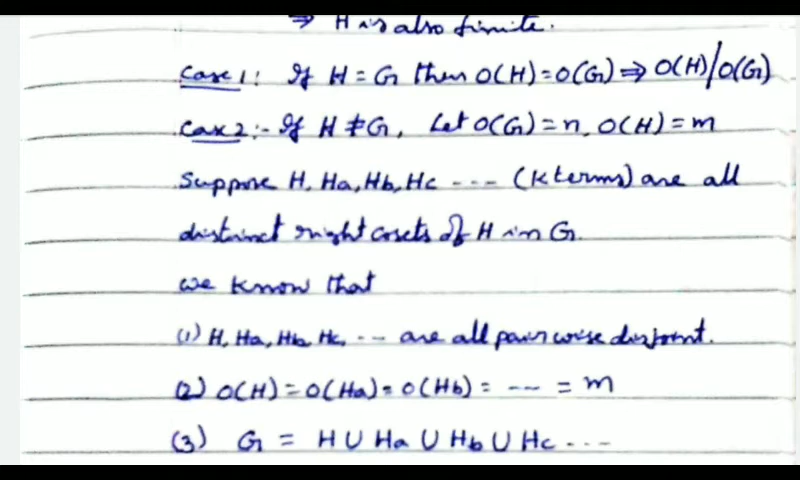 ⇒ H is also finite.
Case 1: If H = G then O(H) = O(G) ⇒ O(H)/O(G)
Case 2:- If H ≠ G, Let O(G) = n, O(H) = m
Suppose H, Ha, Hb, Hc ---- (K terms) are all
distinct right cosets of H in G.
we know that
(1) H, Ha, Hb, Hc, -- are all pairwise disjoint.
(2) O(H) = O(Ha) = O(Hb) = --- = m
(3) G = H ∪ Ha ∪ Hb ∪ Hc ---